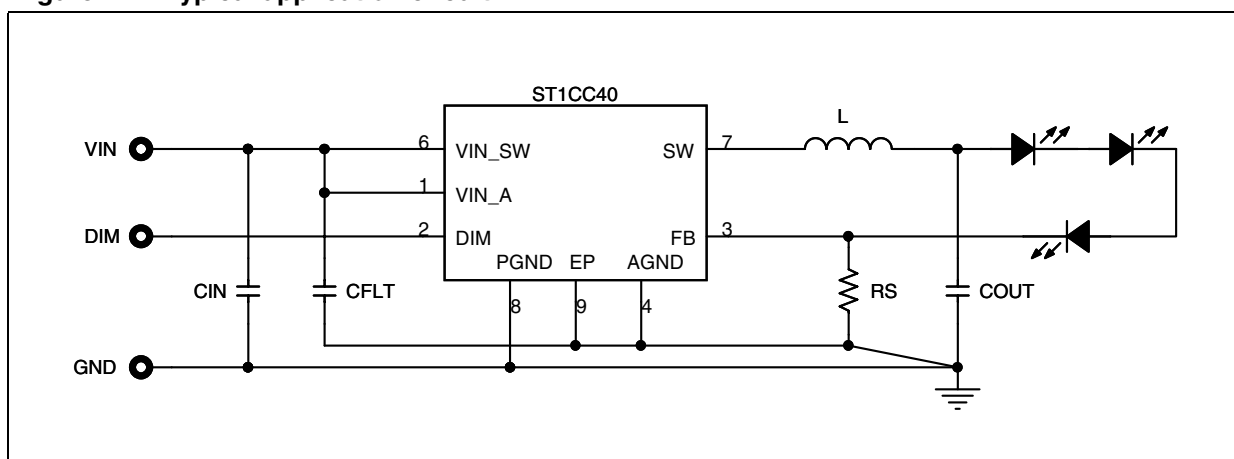 ST1CC40
L
VIN
6
VIN_SW
SW
7
1
VIN_A
DIM
2
DIM
FB
3
PGND
EP
AGND
CIN
CFLT
8
9
4
RS
COUT
GND